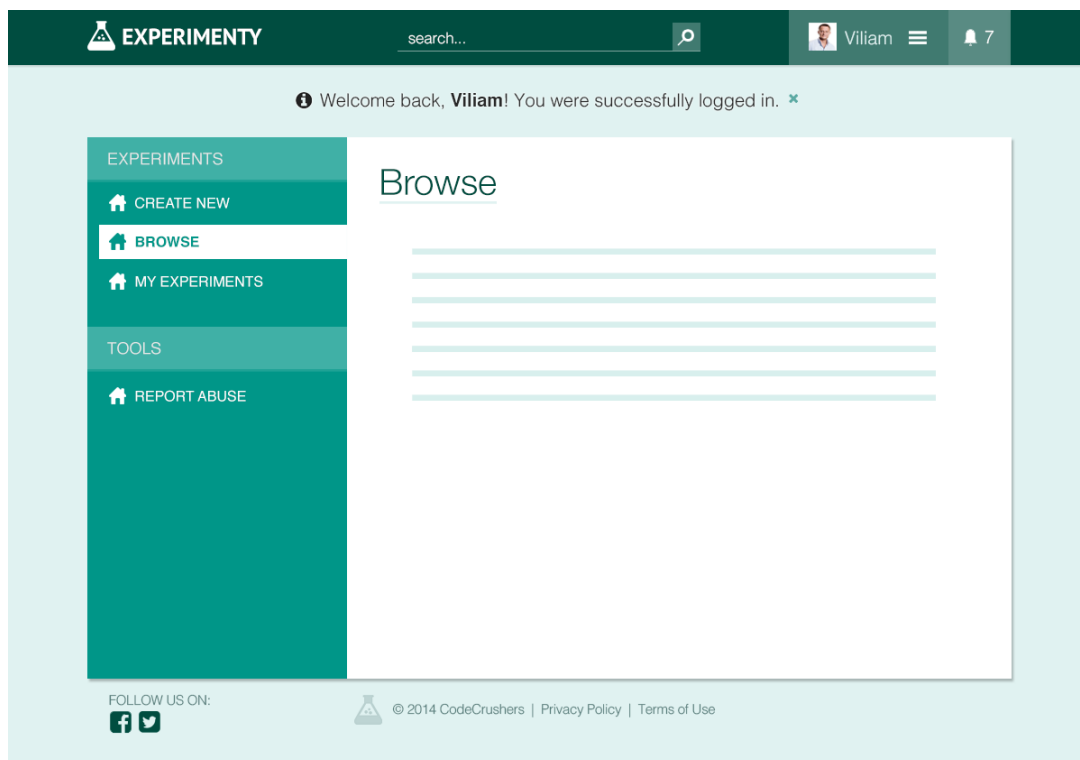 EXPERIMENTY
search...
Viliam
7
Welcome back, Viliam! You were successfully logged in.
EXPERIMENTS
CREATE NEW
BROWSE
MY EXPERIMENTS
TOOLS
REPORT ABUSE
Browse
FOLLOW US ON:
© 2014 CodeCrushers | Privacy Policy | Terms of Use